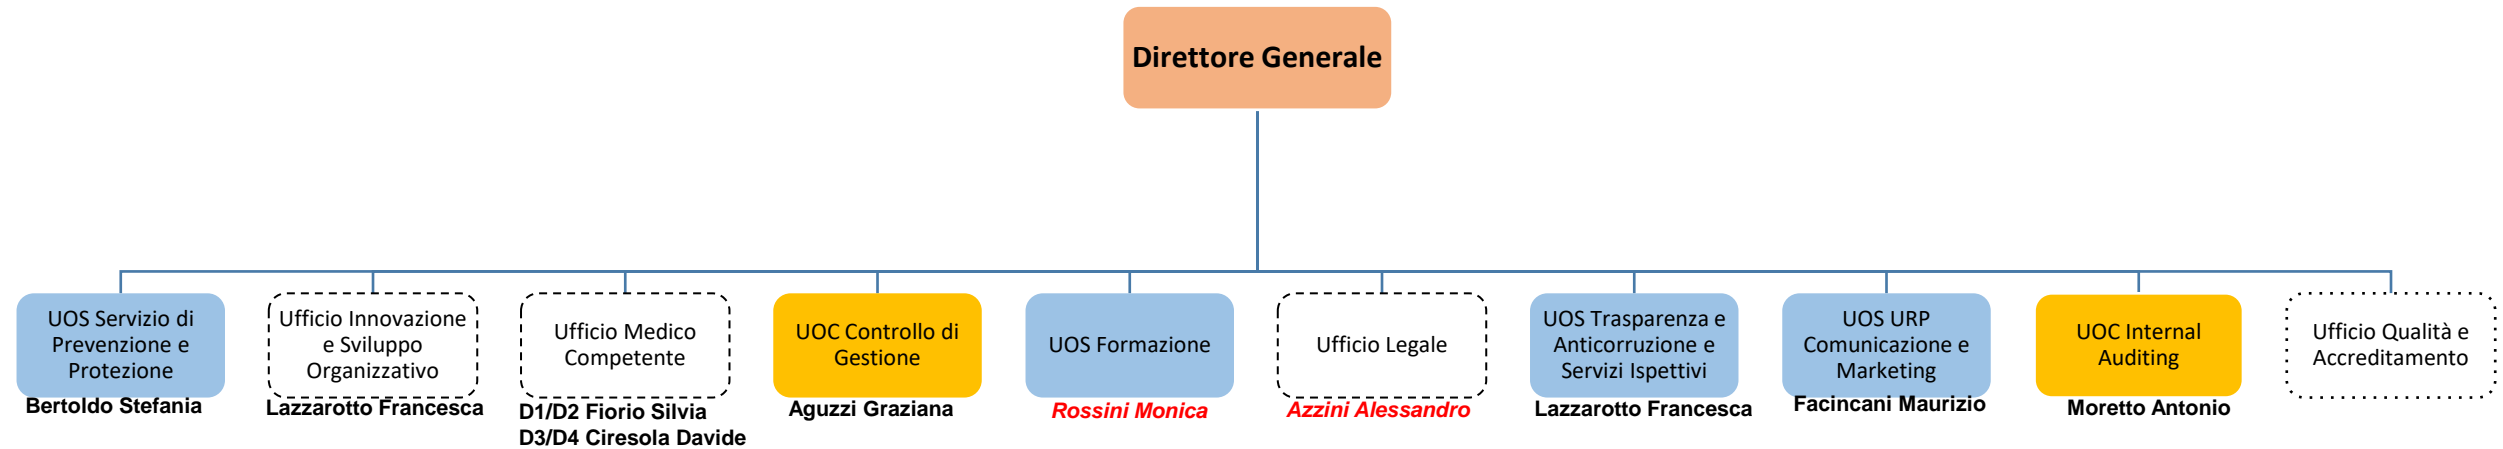 Direttore Generale
UOS Servizio di
Prevenzione e
Protezione
Bertoldo Stefania
Ufficio Innovazione
e Sviluppo
Organizzativo
Lazzarotto Francesca
Ufficio Medico
Competente
D1/D2 Fiorio Silvia
D3/D4 Ciresola Davide
UOC Controllo di
Gestione
Aguzzi Graziana
UOS Formazione
Rossini Monica
Ufficio Legale
Azzini Alessandro
UOS Trasparenza e
Anticorruzione e
Servizi Ispettivi
Lazzarotto Francesca
UOS URP
Comunicazione e
Marketing
Facincani Maurizio
UOC Internal
Auditing
Moretto Antonio
Ufficio Qualità e
Accreditamento